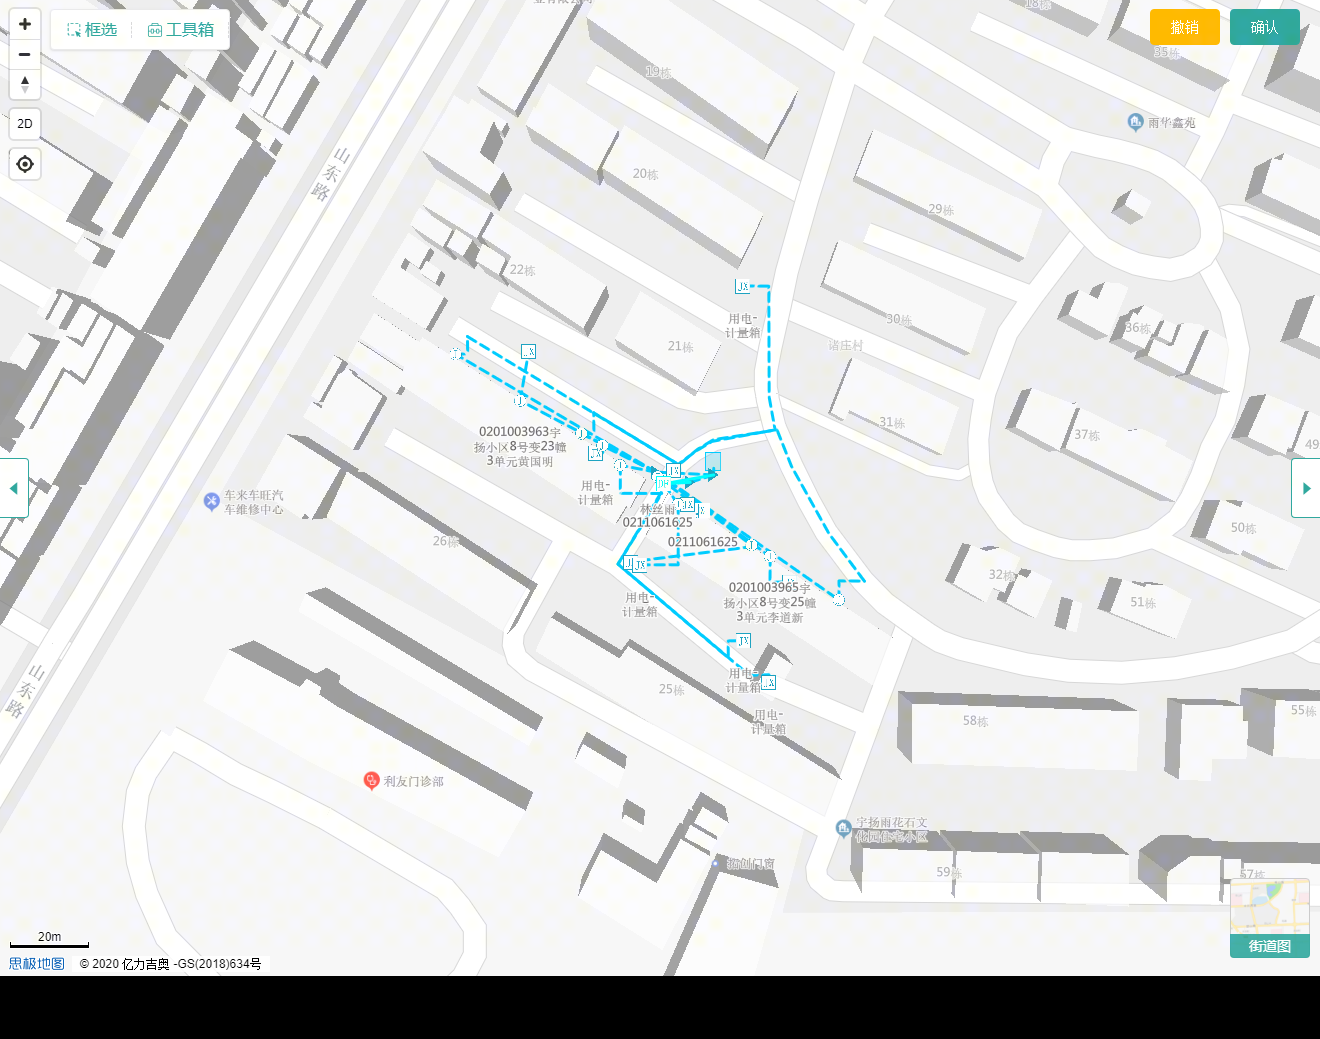 框选
工具箱
撤销
确认
2D
山东路
18栋
35栋
19栋
雨华鑫苑
20栋
29栋
22栋
用电-
计量箱
30栋
谐庄村
36栋
21栋
JX
31栋
0201003963宇
扬小区8号变23幢
3单元黄国明
37栋
49
JX
用电-
计量箱
车来车旺汽
车维修中心
林丝雨
0211061625
0211061625
50栋
26栋
JX
32栋
0201003965宇
扬小区8号变25幢
3单元李道新
51栋
用电-
计量箱
JX
山东路
用电-
计量箱
25栋
用电-
计量箱
58栋
55栋
利友门诊部
宇扬雨花石文
化园住宅小区
59栋
57栋
街道图
20m
思极地图
© 2020 亿力吉奥 -GS(2018)634号